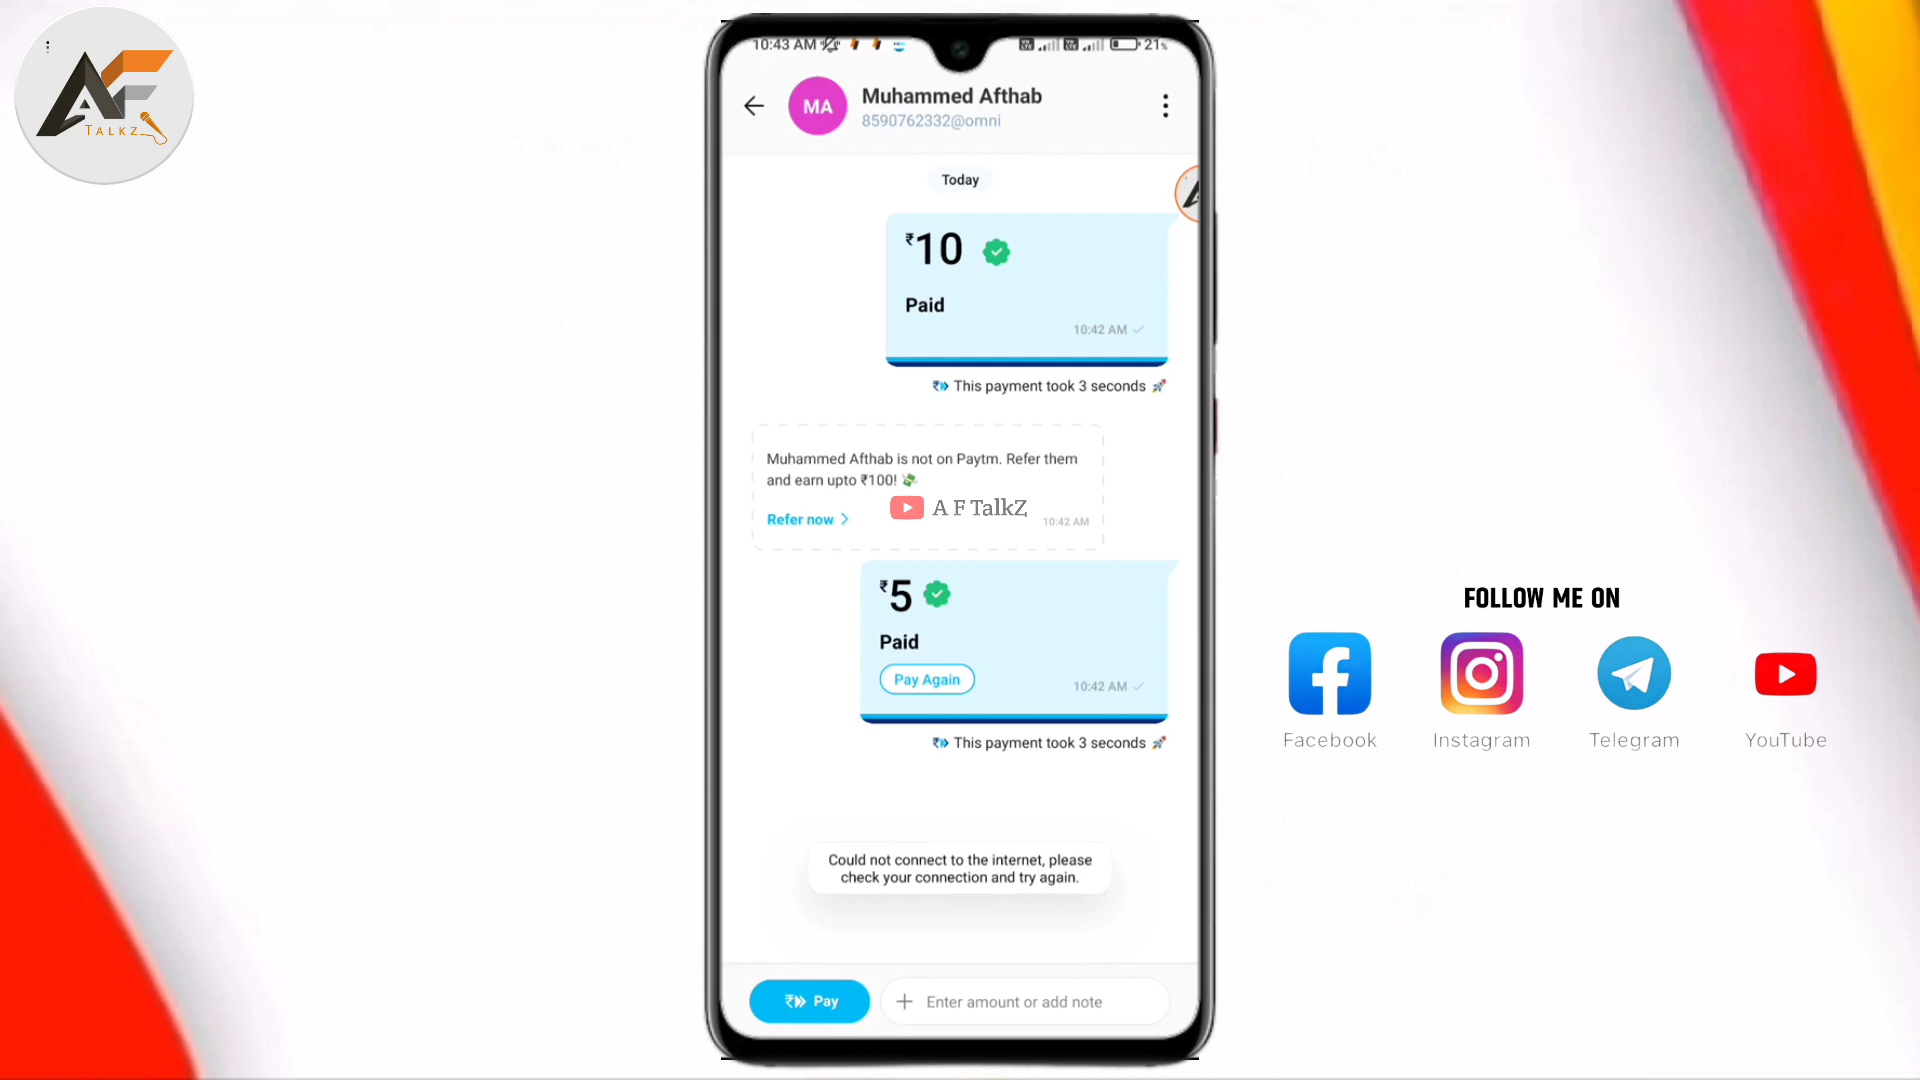 AF
TALKZ
10:43 AM
21%
MA
Muhammed Afthab
8590762332@omni
Today
₹10
Paid
10:42 AM
This payment took 3 seconds 🚀
Muhammed Afthab is not on Paytm. Refer them
and earn upto ₹100! 💸
Refer now
A F TalkZ
10:42 AM
₹5
Paid
Pay Again
10:42 AM
This payment took 3 seconds 🚀
Could not connect to the internet, please
check your connection and try again.
Pay
Enter amount or add note
FOLLOW ME ON
Facebook
Instagram
Telegram
YouTube